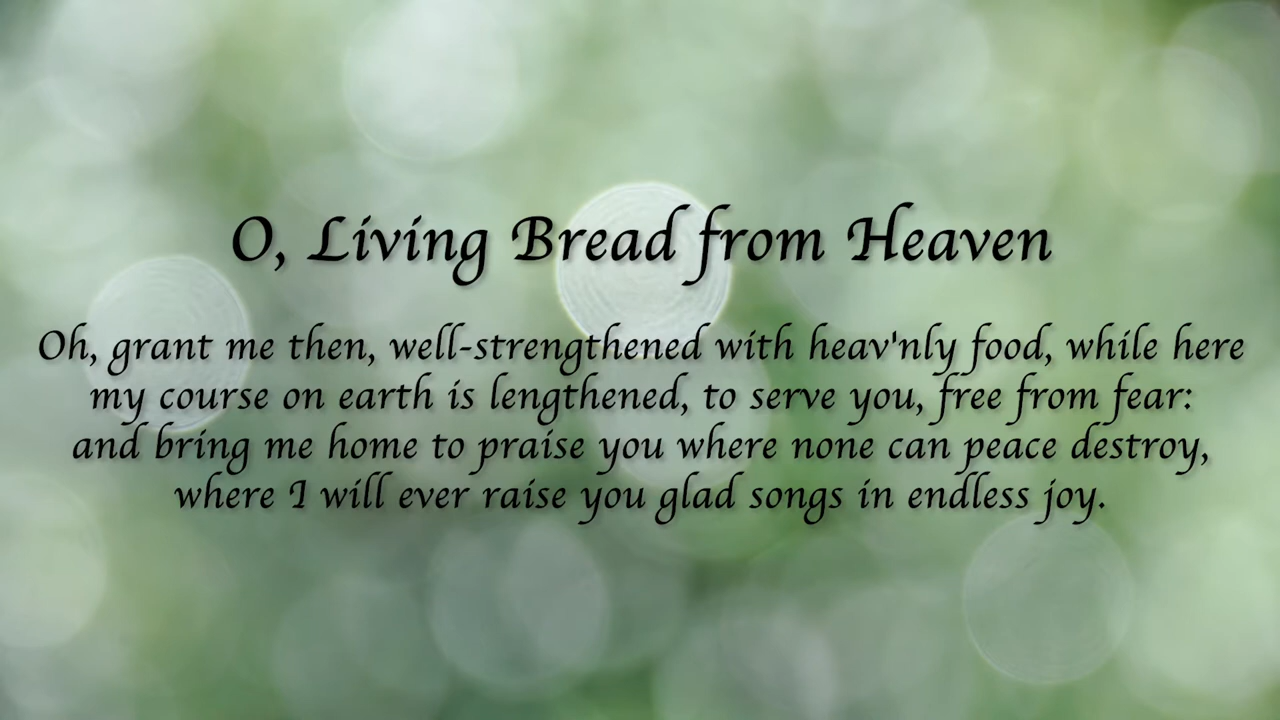 O, Living Bread from Heaven
Oh, grant me then, well-strengthened with heav'nly food, while here
my course on earth is lengthened, to serve you, free from fear:
and bring me home to praise you where none can peace destroy,
where I will ever raise you glad songs in endless joy.